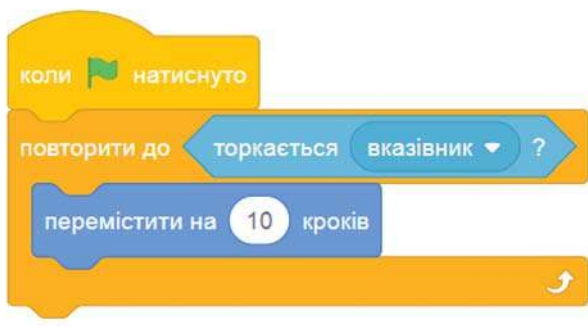 коли натиснуто
повторити до торкається вказівник ?
перемістити на 10 кроків